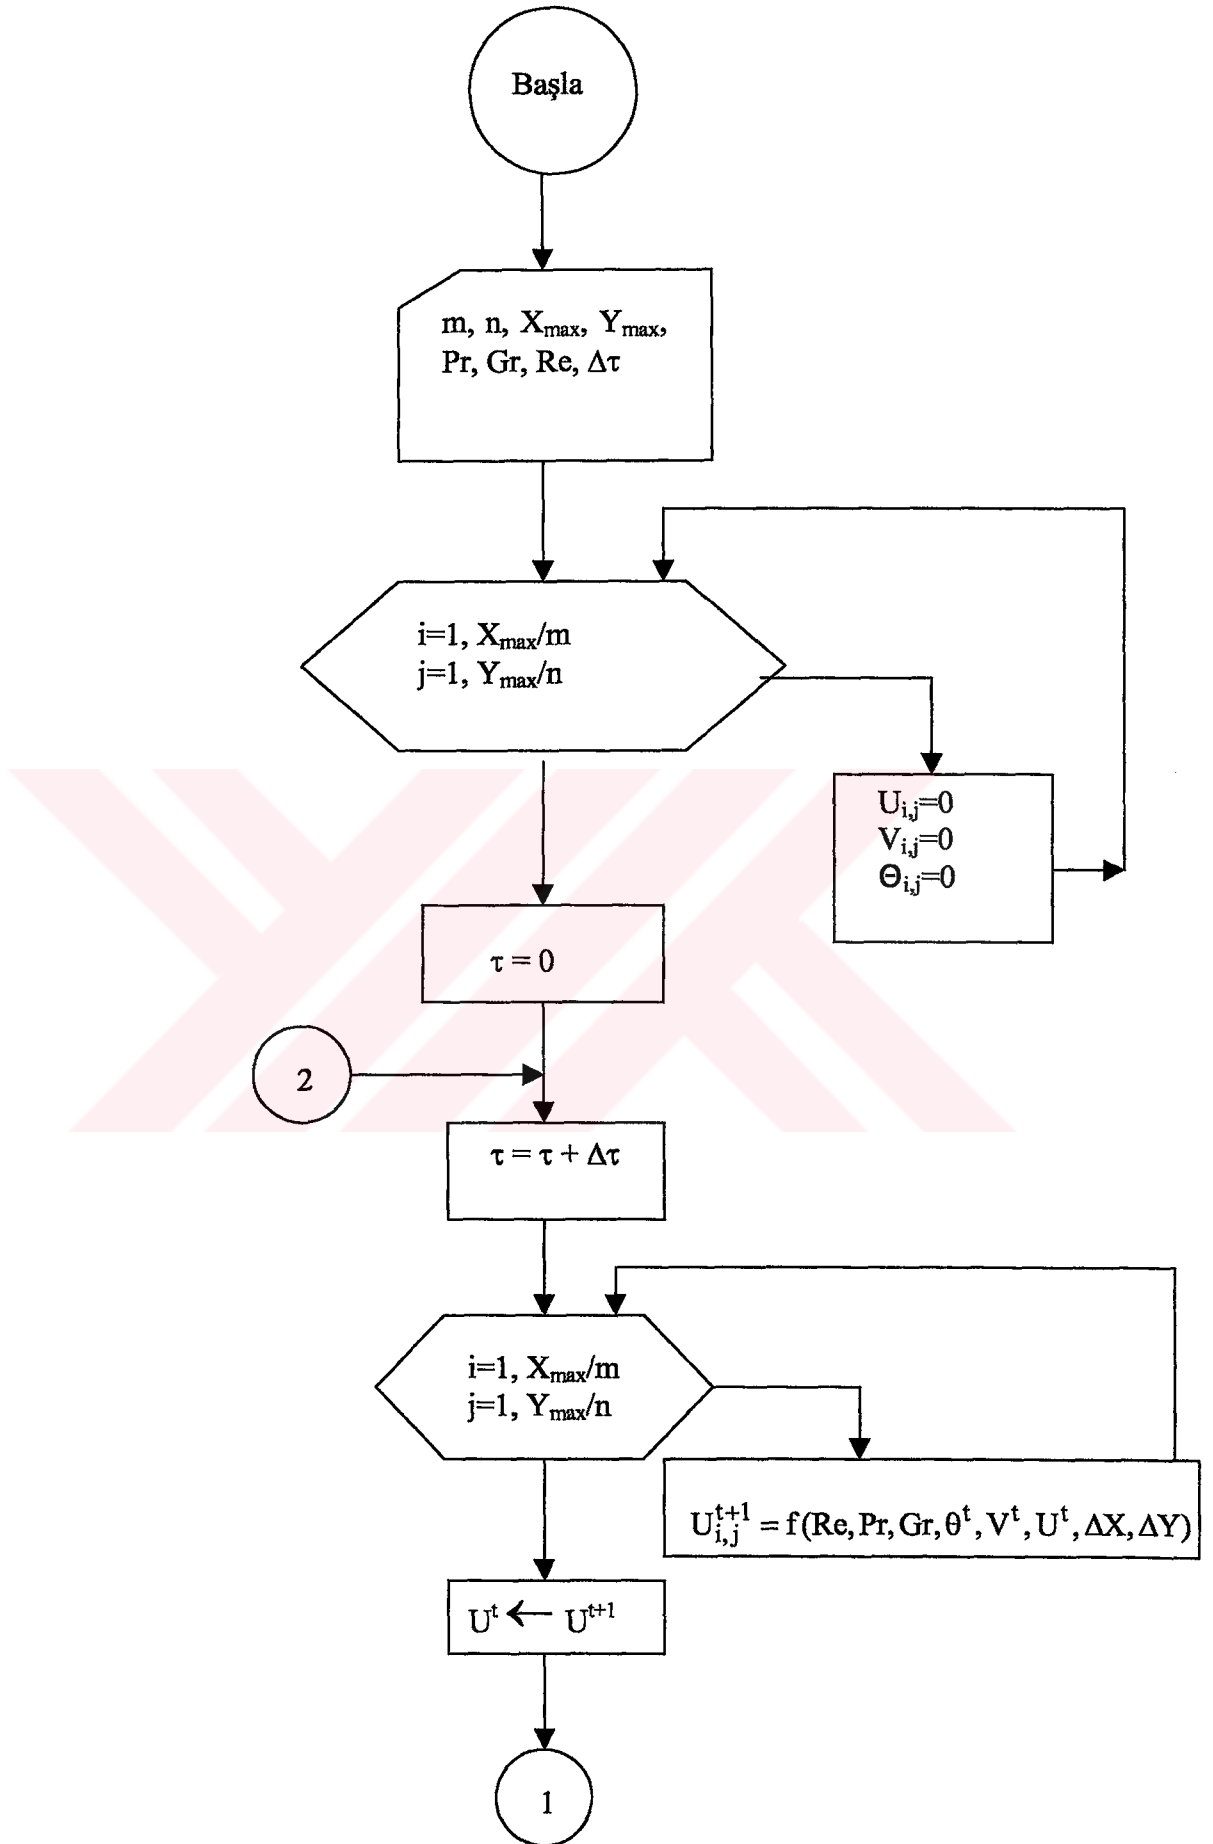 Başla
m, n, Xmax, Ymax,
Pr, Gr, Re, Δτ
i=1, Xmax/m
j=1, Ymax/n
Ui,j=0
Vi,j=0
Θi,j=0
τ = 0
2
τ = τ + Δτ
i=1, Xmax/m
j=1, Ymax/n
U^{t+1}_{i,j} = f(Re, Pr, Gr, θ^t, V^t, U^t, ΔX, ΔY)
U^t ← U^{t+1}
1